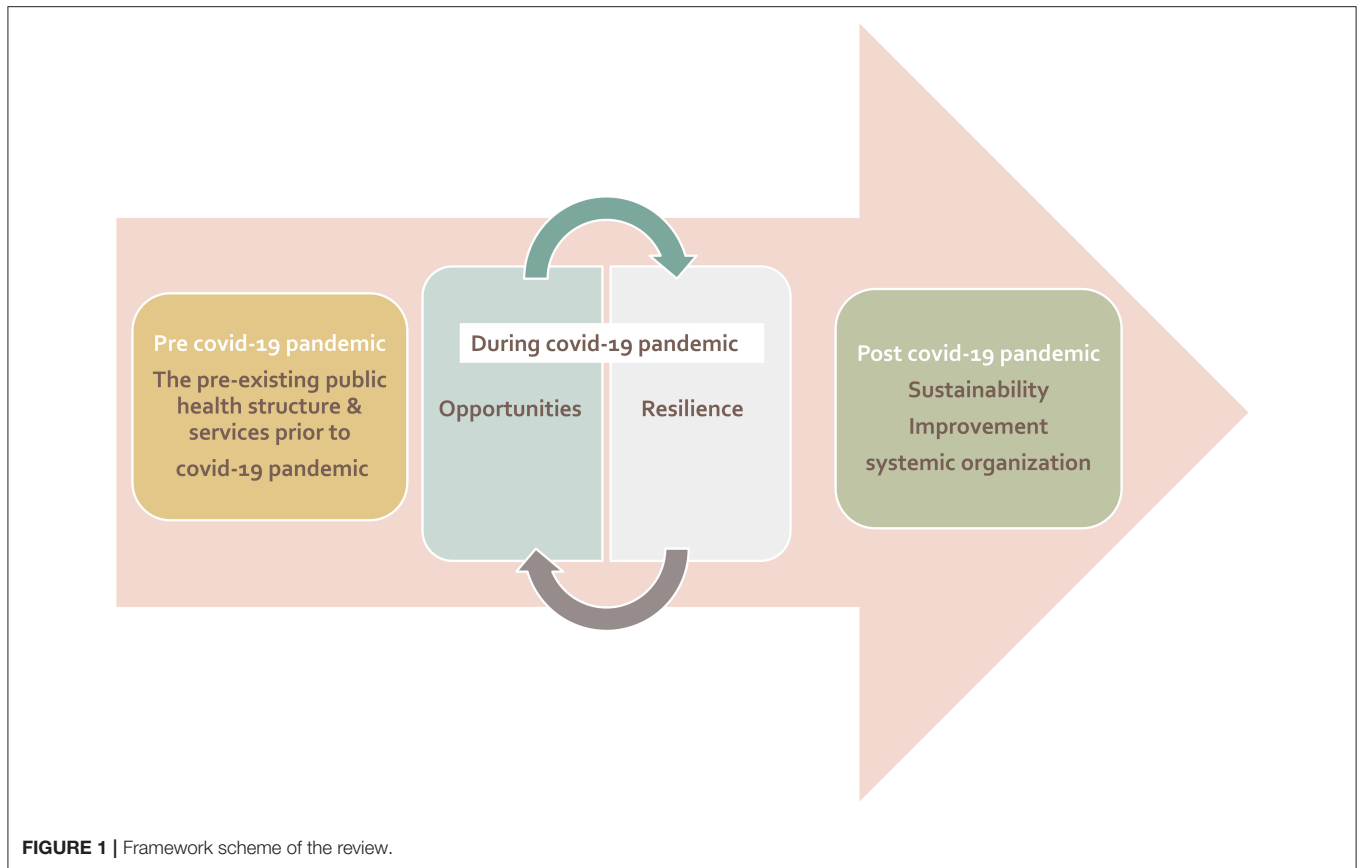 Pre covid-19 pandemic
The pre-existing public
health structure &
services prior to
covid-19 pandemic
During covid-19 pandemic
Opportunities
Resilience
Post covid-19 pandemic
Sustainability
Improvement
systemic organization
FIGURE 1 | Framework scheme of the review.